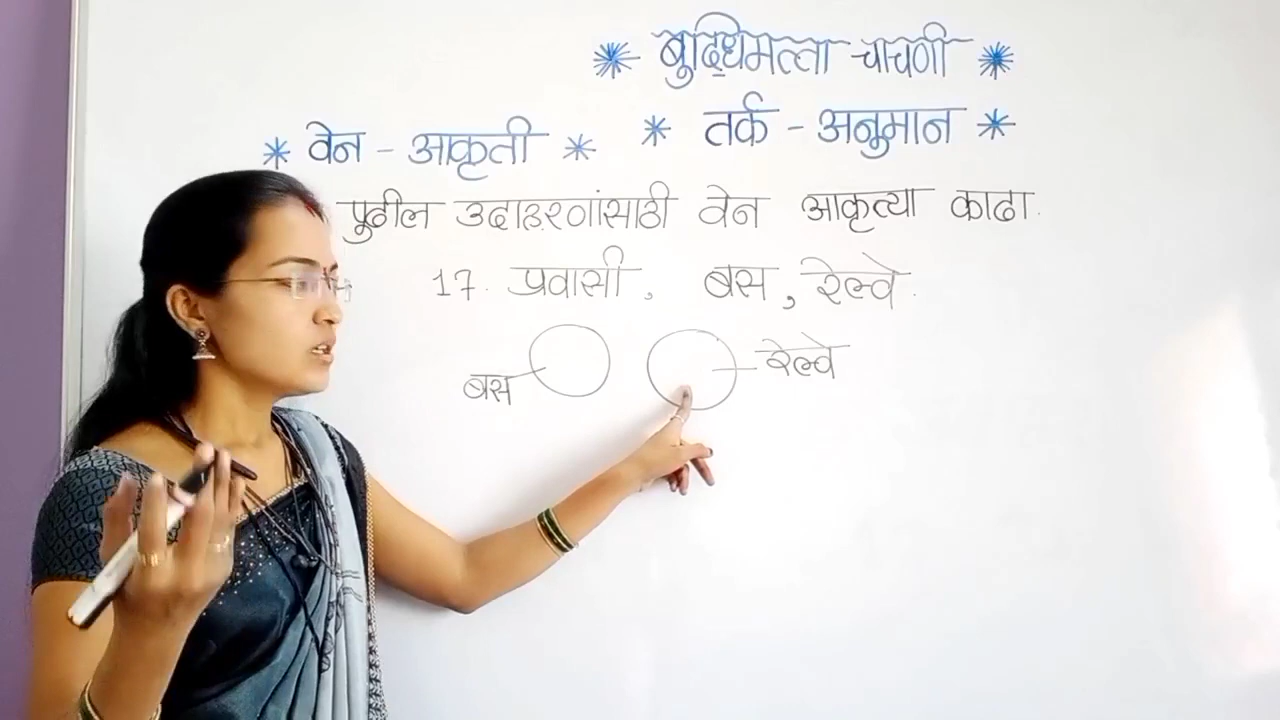 * बुद्धिमत्ता चाचणी *
* वेन - आकृती * * तर्क - अनुमान *
पुढील उदाहरणांसाठी वेन आकृत्या काढा.
17. प्रवासी, बस, रेल्वे.
बस
रेल्वे